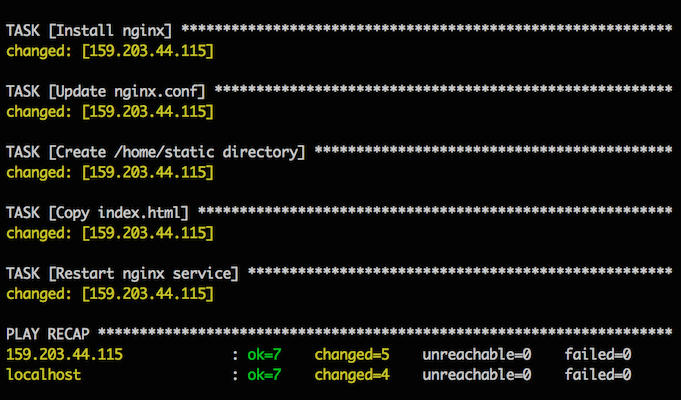 TASK [Install nginx] ***********************************************************
changed: [159.203.44.115]
TASK [Update nginx.conf] *******************************************************
changed: [159.203.44.115]
TASK [Create /home/static directory] *******************************************
changed: [159.203.44.115]
TASK [Copy index.html] *********************************************************
changed: [159.203.44.115]
TASK [Restart nginx service] ***************************************************
changed: [159.203.44.115]
PLAY RECAP *********************************************************************
159.203.44.115             : ok=7    changed=5    unreachable=0    failed=0
localhost                  : ok=7    changed=4    unreachable=0    failed=0